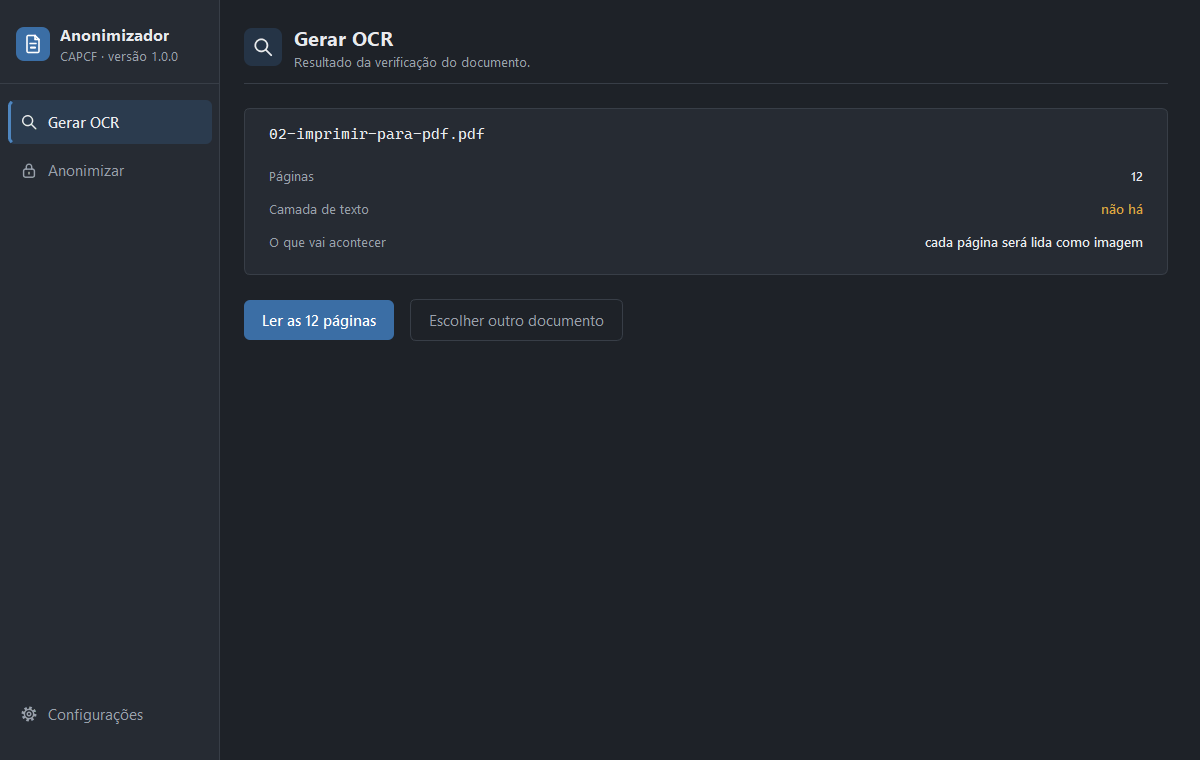 Anonimizador
CAPCF · versão 1.0.0
Gerar OCR
Anonimizar
Configurações
Gerar OCR
Resultado da verificação do documento.
02-imprimir-para-pdf.pdf
Páginas 12
Camada de texto não há
O que vai acontecer cada página será lida como imagem
Ler as 12 páginas Escolher outro documento